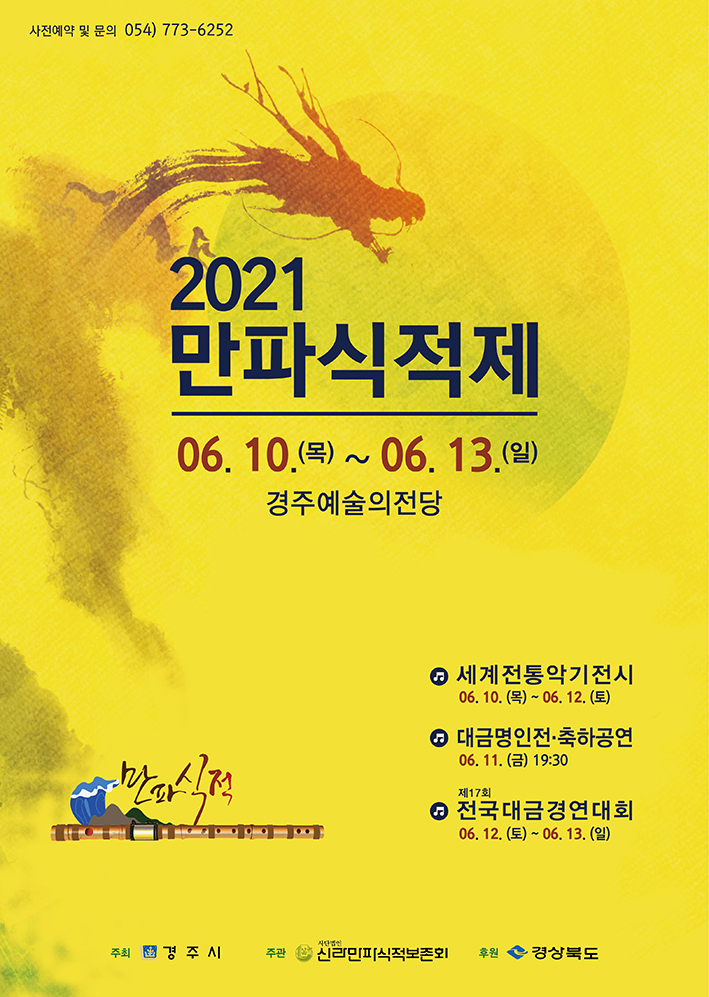 사전예약 및 문의 054) 773-6252
2021
만파식적제
06. 10.(목) ~ 06. 13.(일)
경주예술의전당
세계전통악기전시
06. 10. (목) ~ 06. 12. (토)
대금명인전·축하공연
06. 11. (금) 19:30
제17회
전국대금경연대회
06. 12. (토) ~ 06. 13. (일)
만파식적
주최 경주시 주관 사단법인 신라만파식적보존회 후원 경상북도